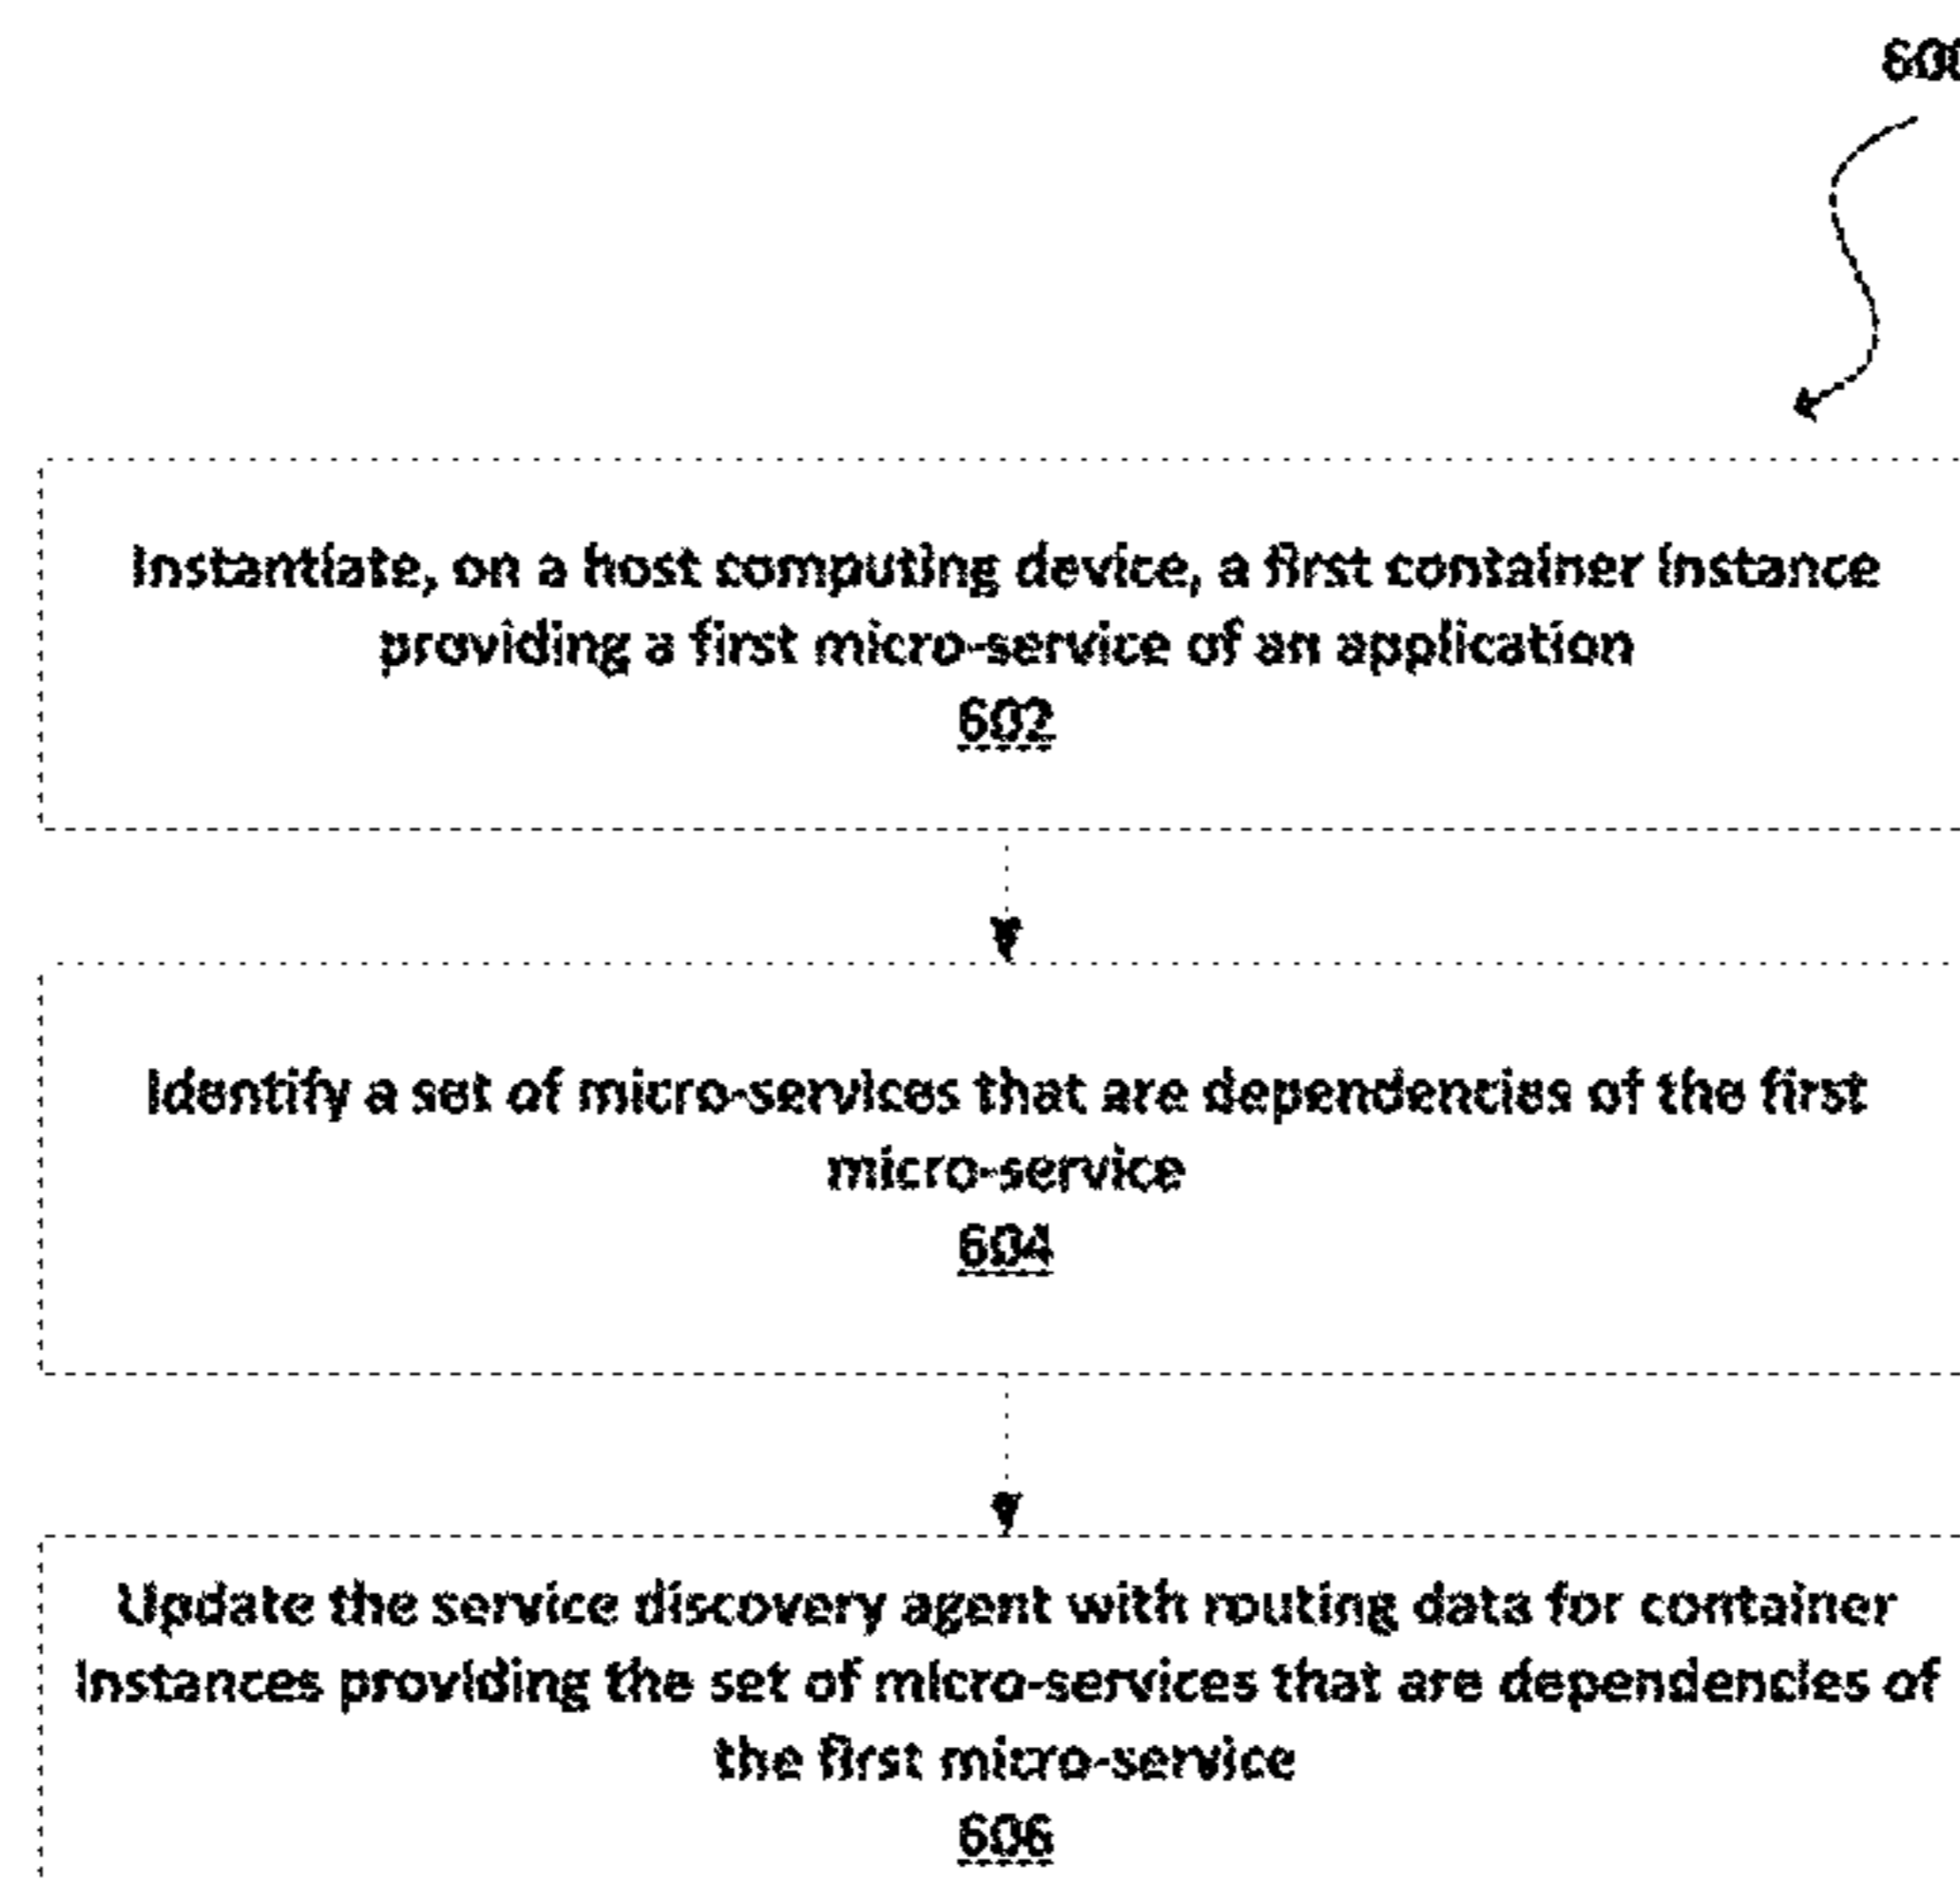 600
Instantiate, on a host computing device, a first container instance
providing a first micro-service of an application
602
Identify a set of micro-services that are dependencies of the first
micro-service
604
Update the service discovery agent with routing data for container
instances providing the set of micro-services that are dependencies of
the first micro-service
606